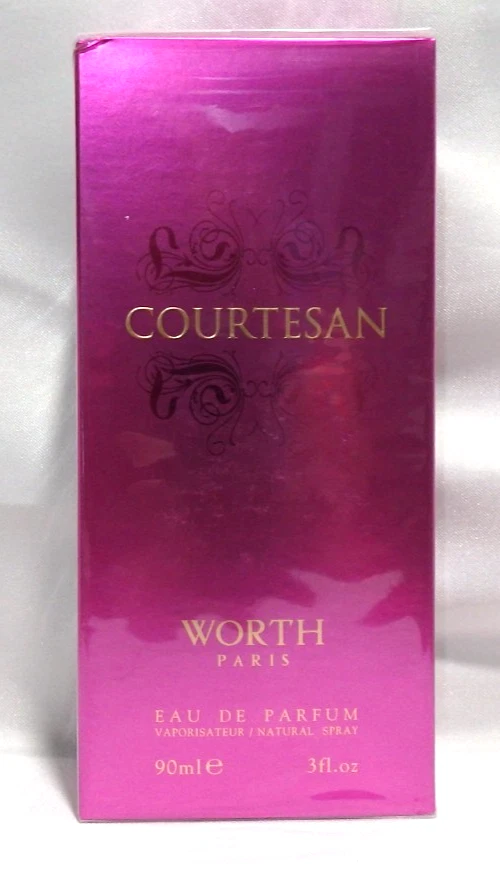 COURTESAN
WORTH
PARIS
EAU DE PARFUM
VAPORISATEUR / NATURAL SPRAY
90ml ℮ 3fl.oz